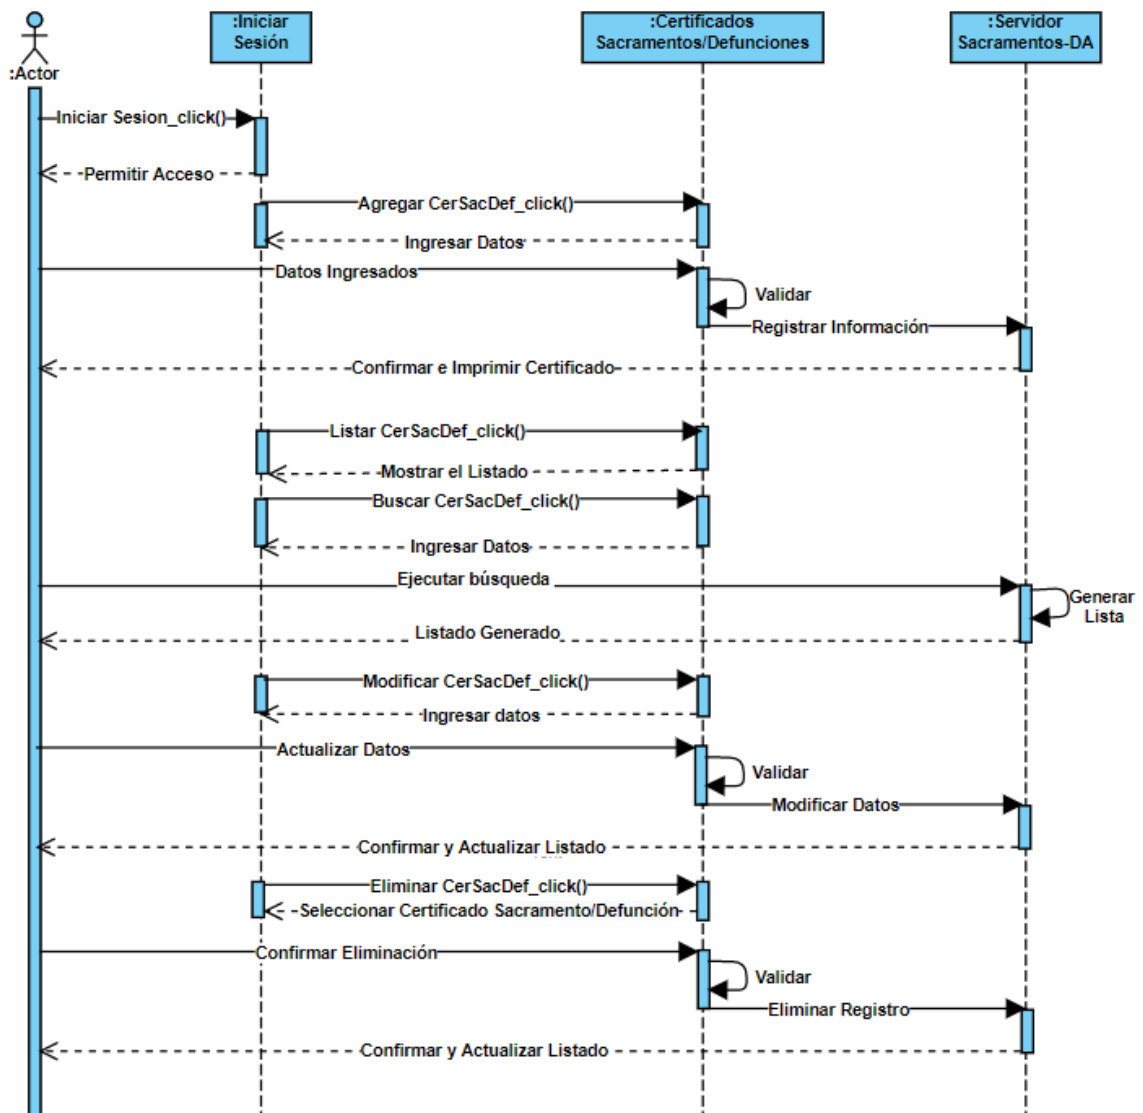 :Actor
:Iniciar
Sesión
:Certificados
Sacramentos/Defunciones
:Servidor
Sacramentos-DA
Iniciar Sesion_click()
Permitir Acceso
Agregar CerSacDef_click()
Ingresar Datos
Datos Ingresados
Validar
Registrar Información
Confirmar e Imprimir Certificado
Listar CerSacDef_click()
Mostrar el Listado
Buscar CerSacDef_click()
Ingresar Datos
Ejecutar búsqueda
Generar
Lista
Listado Generado
Modificar CerSacDef_click()
Ingresar datos
Actualizar Datos
Validar
Modificar Datos
Confirmar y Actualizar Listado
Eliminar CerSacDef_click()
Seleccionar Certificado Sacramento/Defunción
Confirmar Eliminación
Validar
Eliminar Registro
Confirmar y Actualizar Listado